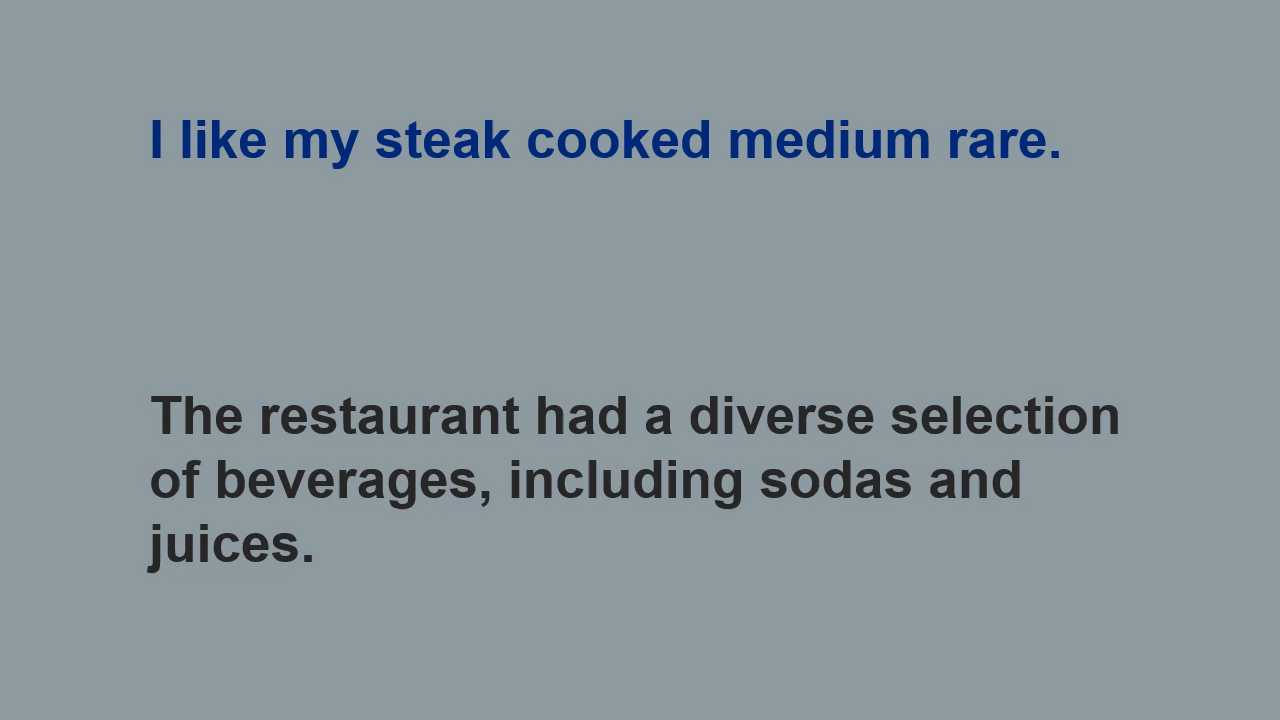 I like my steak cooked medium rare.
The restaurant had a diverse selection
of beverages, including sodas and
juices.